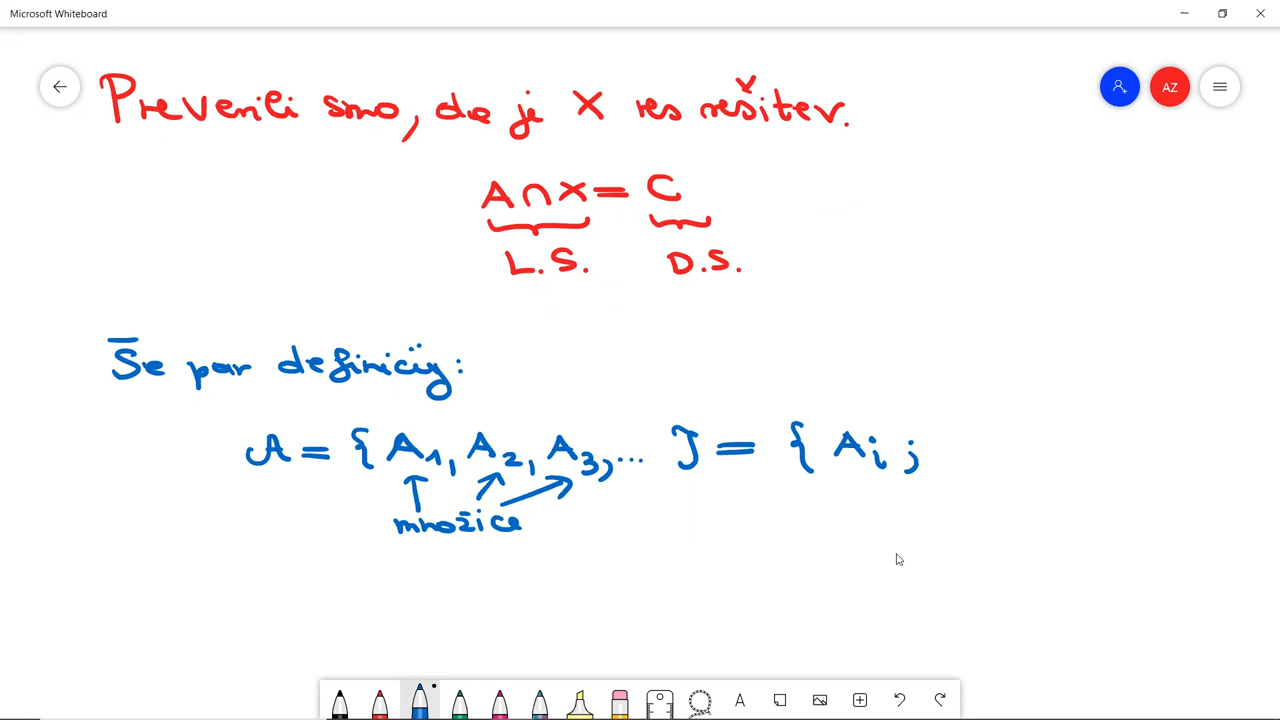 Microsoft Whiteboard
AZ
Preverili smo, da je X res rešitev.
A∩X = C
L.S. D.S.
Še par definicij:
𝒜 = { A₁, A₂, A₃, ... } = { Aᵢ ;
množice
A